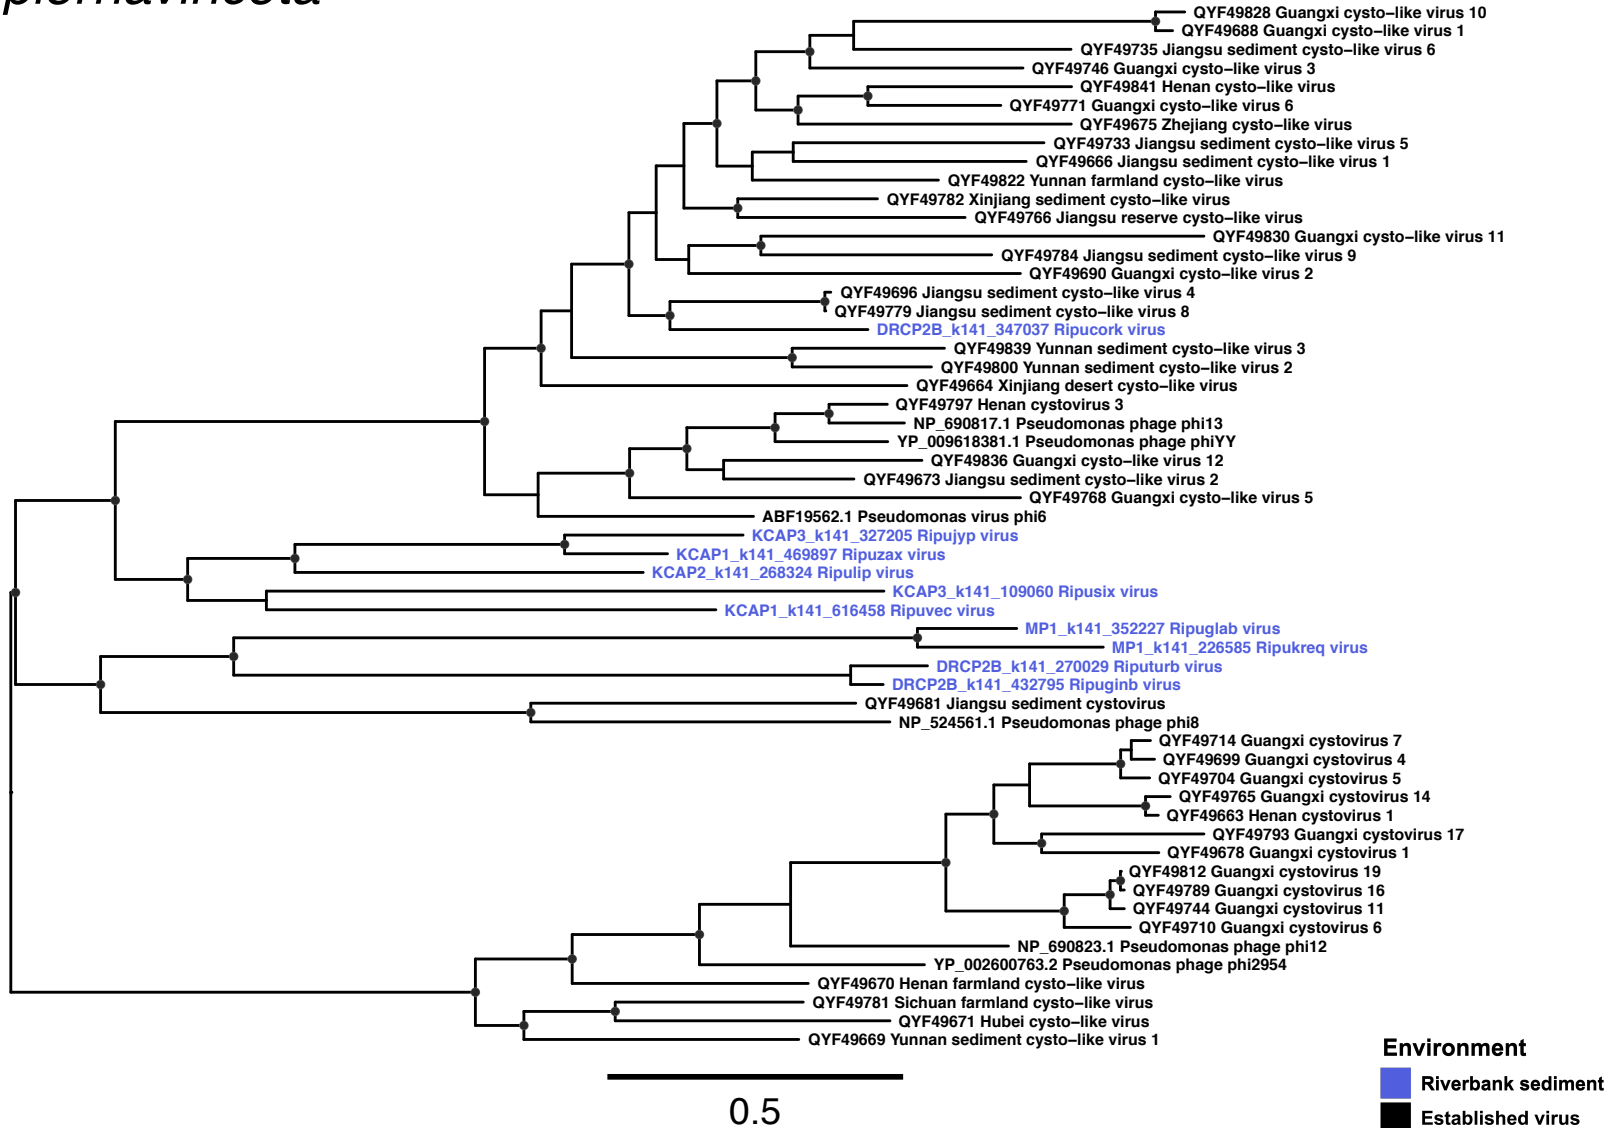 QYF49828 Guangxi cysto−like virus 10
QYF49688 Guangxi cysto−like virus 1
QYF49735 Jiangsu sediment cysto−like virus 6
QYF49746 Guangxi cysto−like virus 3
QYF49841 Henan cysto−like virus
QYF49771 Guangxi cysto−like virus 6
QYF49675 Zhejiang cysto−like virus
QYF49733 Jiangsu sediment cysto−like virus 5
QYF49666 Jiangsu sediment cysto−like virus 1
QYF49822 Yunnan farmland cysto−like virus
QYF49782 Xinjiang sediment cysto−like virus
QYF49766 Jiangsu reserve cysto−like virus
QYF49830 Guangxi cysto−like virus 11
QYF49784 Jiangsu sediment cysto−like virus 9
QYF49690 Guangxi cysto−like virus 2
QYF49696 Jiangsu sediment cysto−like virus 4
QYF49779 Jiangsu sediment cysto−like virus 8
DRCP2B_k141_347037 Ripucork virus
QYF49839 Yunnan sediment cysto−like virus 3
QYF49800 Yunnan sediment cysto−like virus 2
QYF49664 Xinjiang desert cysto−like virus
QYF49797 Henan cystovirus 3
NP_690817.1 Pseudomonas phage phi13
YP_009618381.1 Pseudomonas phage phiYY
QYF49836 Guangxi cysto−like virus 12
QYF49673 Jiangsu sediment cysto−like virus 2
QYF49768 Guangxi cysto−like virus 5
ABF19562.1 Pseudomonas virus phi6
KCAP3_k141_327205 Ripujyp virus
KCAP1_k141_469897 Ripuzax virus
KCAP2_k141_268324 Ripulip virus
KCAP3_k141_109060 Ripusix virus
KCAP1_k141_616458 Ripuvec virus
MP1_k141_352227 Ripuglab virus
MP1_k141_226585 Ripukreq virus
DRCP2B_k141_270029 Riputurb virus
DRCP2B_k141_432795 Ripuginb virus
QYF49681 Jiangsu sediment cystovirus
NP_524561.1 Pseudomonas phage phi8
QYF49714 Guangxi cystovirus 7
QYF49699 Guangxi cystovirus 4
QYF49704 Guangxi cystovirus 5
QYF49765 Guangxi cystovirus 14
QYF49663 Henan cystovirus 1
QYF49793 Guangxi cystovirus 17
QYF49678 Guangxi cystovirus 1
QYF49812 Guangxi cystovirus 19
QYF49789 Guangxi cystovirus 16
QYF49744 Guangxi cystovirus 11
QYF49710 Guangxi cystovirus 6
NP_690823.1 Pseudomonas phage phi12
YP_002600763.2 Pseudomonas phage phi2954
QYF49670 Henan farmland cysto−like virus
QYF49781 Sichuan farmland cysto−like virus
QYF49671 Hubei cysto−like virus
QYF49669 Yunnan sediment cysto−like virus 1
0.5
Environment
Riverbank sediment
Established virus